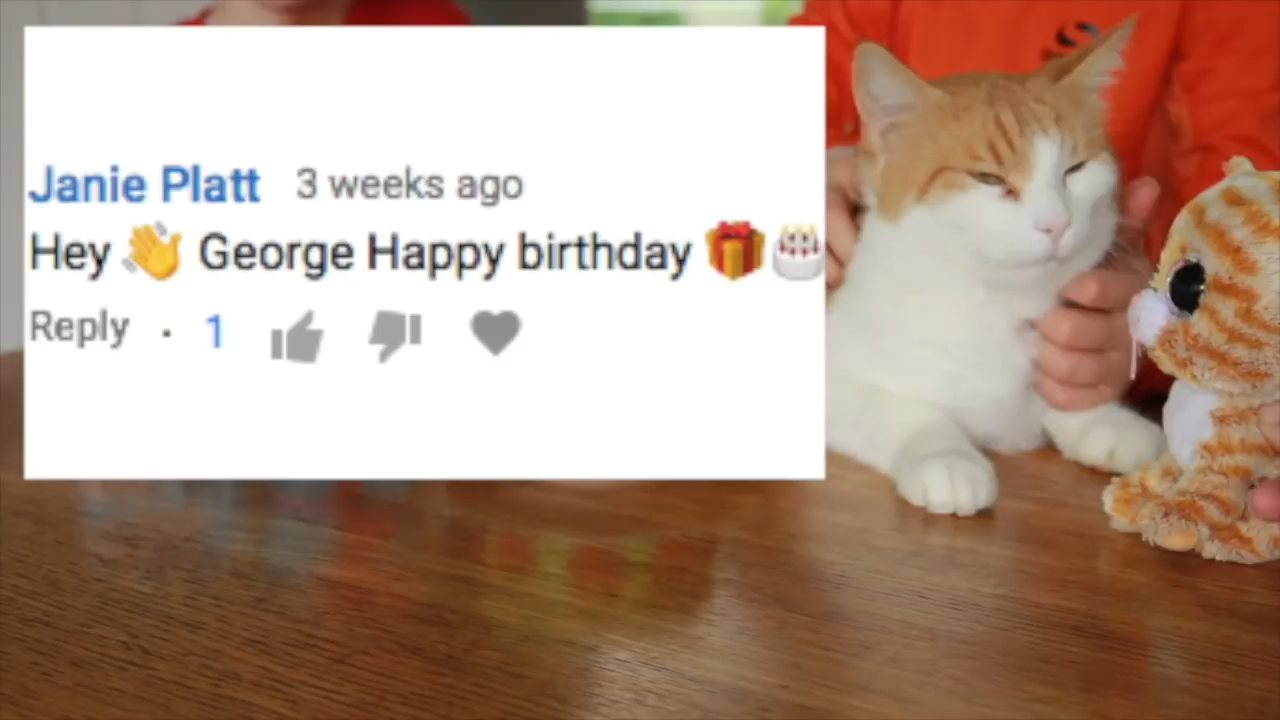 Janie Platt 3 weeks ago
Hey 👋 George Happy birthday 🎁🎂
Reply · 1